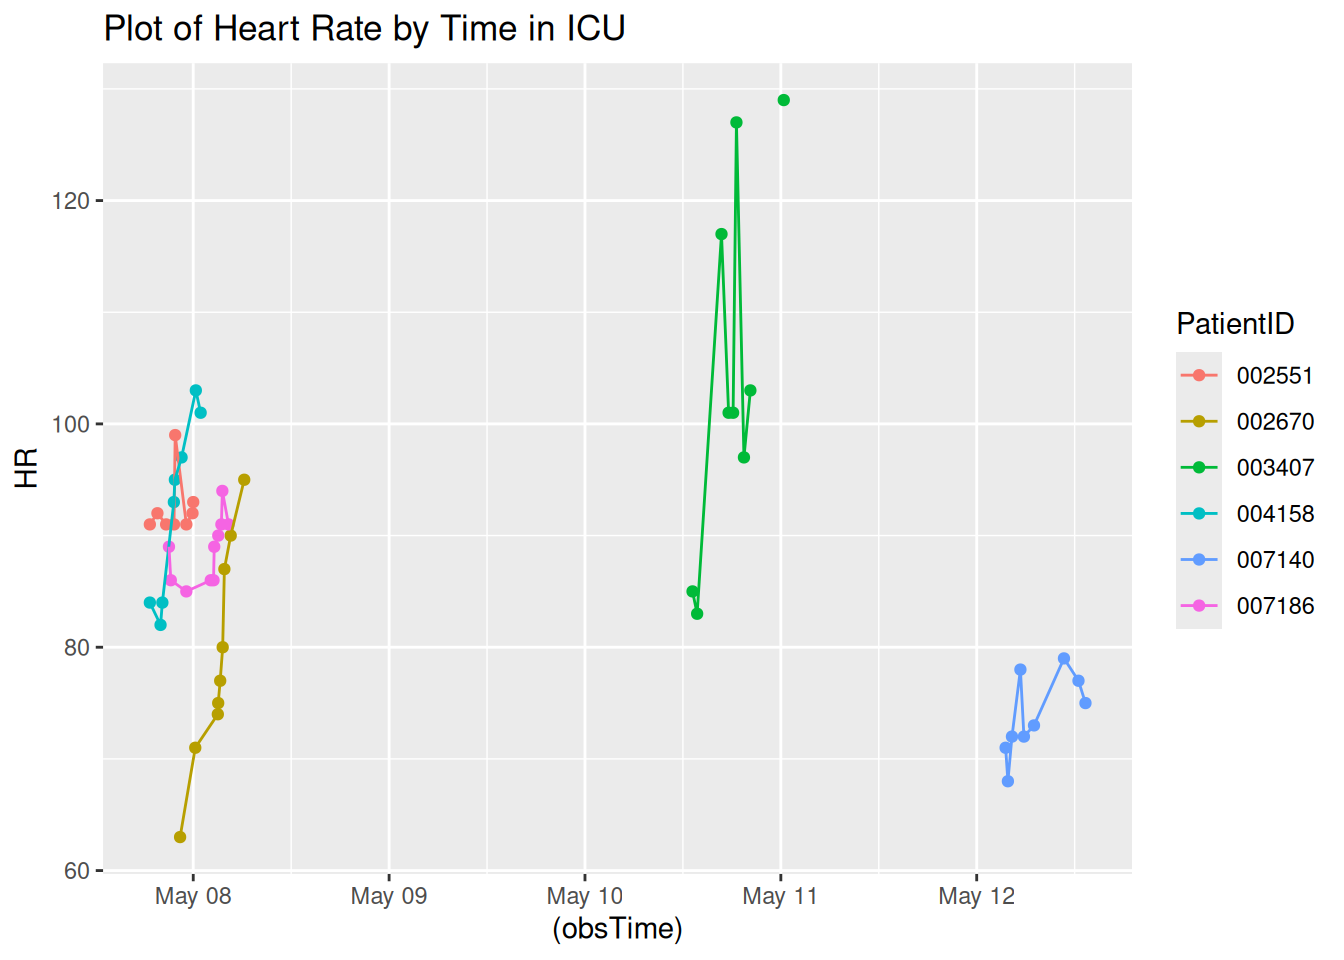 Plot of Heart Rate by Time in ICU
HR
120
100
80
60
May 08 May 09 May 10 May 11 May 12
(obsTime)
PatientID
002551
002670
003407
004158
007140
007186